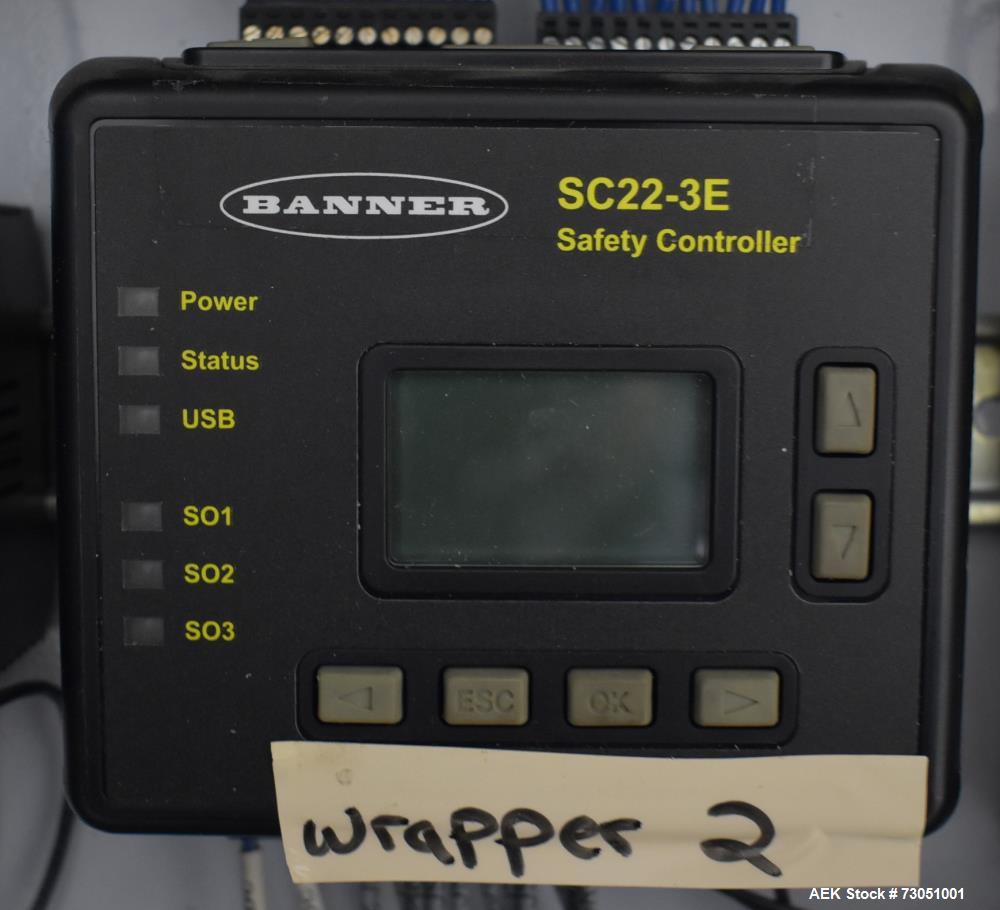 BANNER
SC22-3E
Safety Controller
Power
Status
USB
SO1
SO2
SO3
ESC
OK
wrapper 2
AEK Stock # 73051001